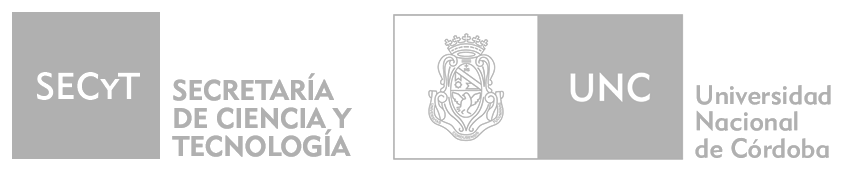 SECyT
SECRETARÍA
DE CIENCIA Y
TECNOLOGÍA
UNC
Universidad
Nacional
de Córdoba